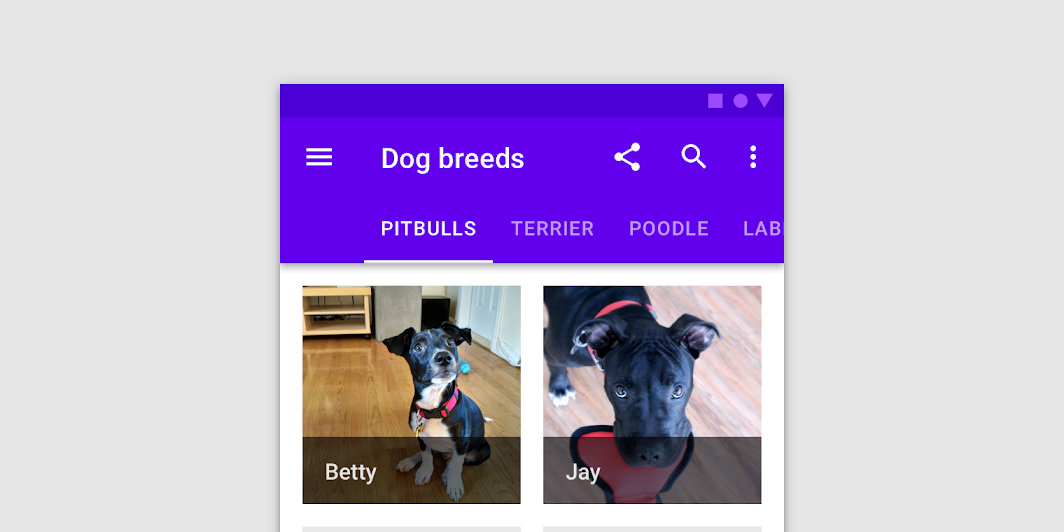 Dog breeds
PITBULLS TERRIER POODLE LAB
Betty
Jay